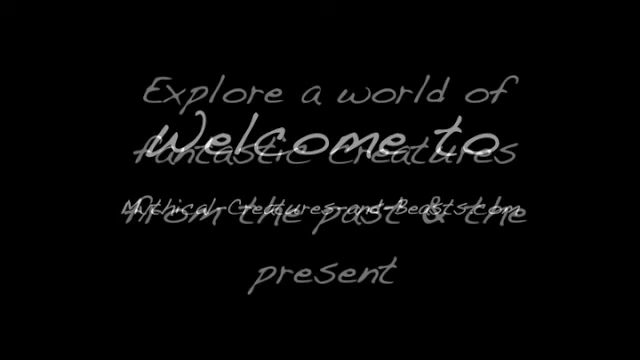 Explore a world of
Welcome to
fantastic Creatures
Mythical-Creatures-and-Beasts.com
from the past & the
present